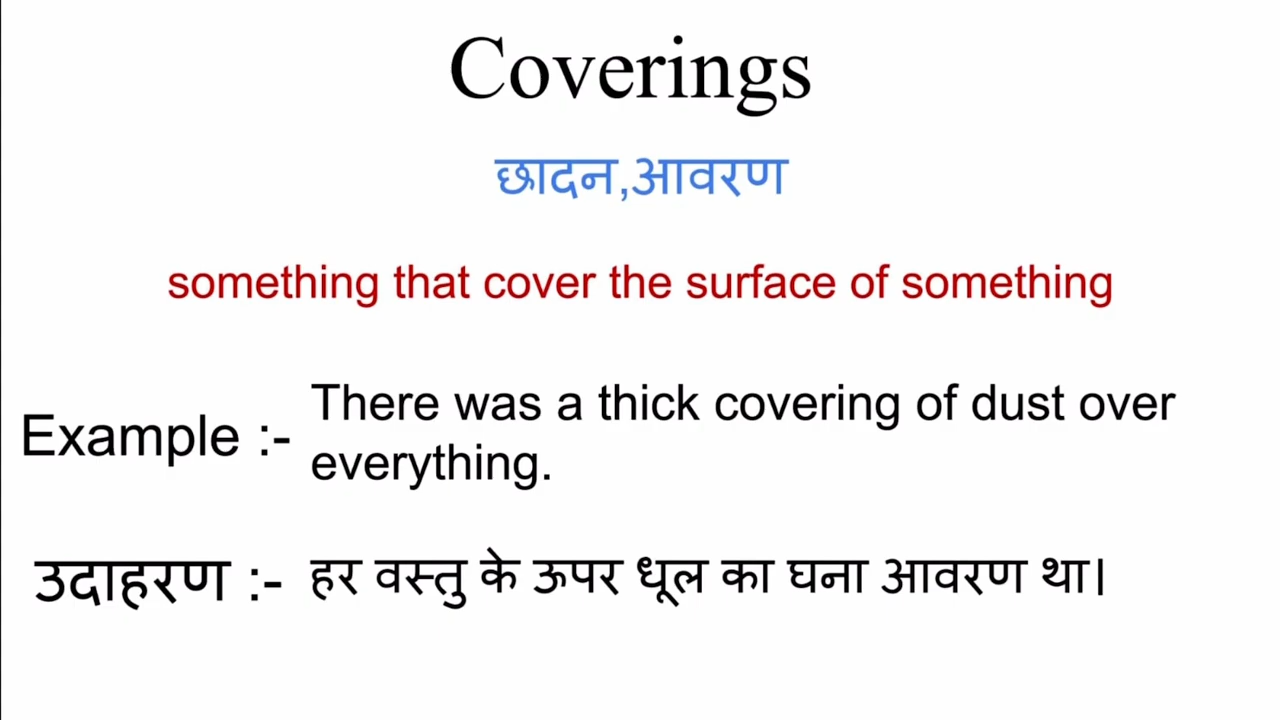 Coverings
छादन,आवरण
something that cover the surface of something
There was a thick covering of dust over
Example :-
everything.
उदाहरण :- हर वस्तु के ऊपर धूल का घना आवरण था।